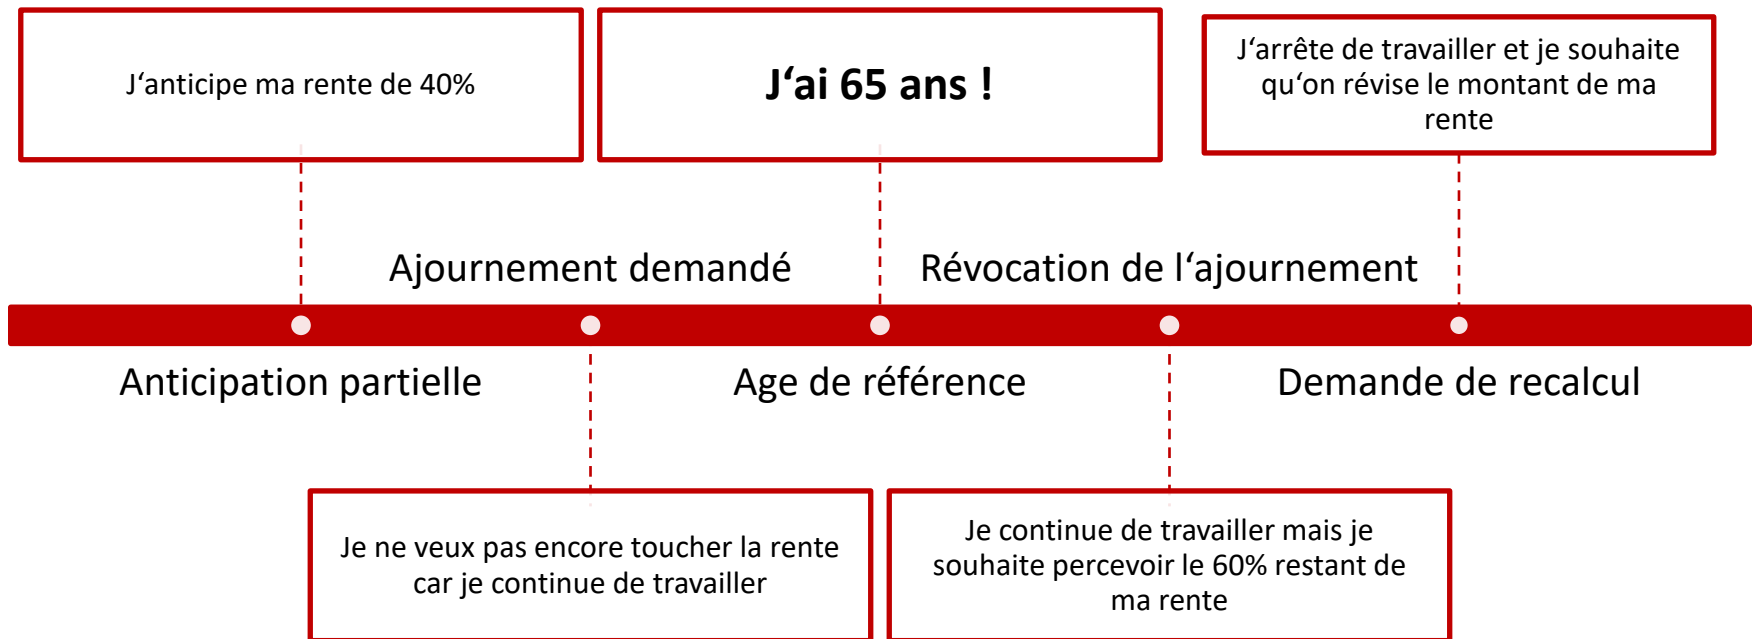 J‘anticipe ma rente de 40%
J‘ai 65 ans !
J‘arrête de travailler et je souhaite
qu‘on révise le montant de ma
rente
Ajournement demandé
Révocation de l‘ajournement
Anticipation partielle
Age de référence
Demande de recalcul
Je ne veux pas encore toucher la rente
car je continue de travailler
Je continue de travailler mais je
souhaite percevoir le 60% restant de
ma rente